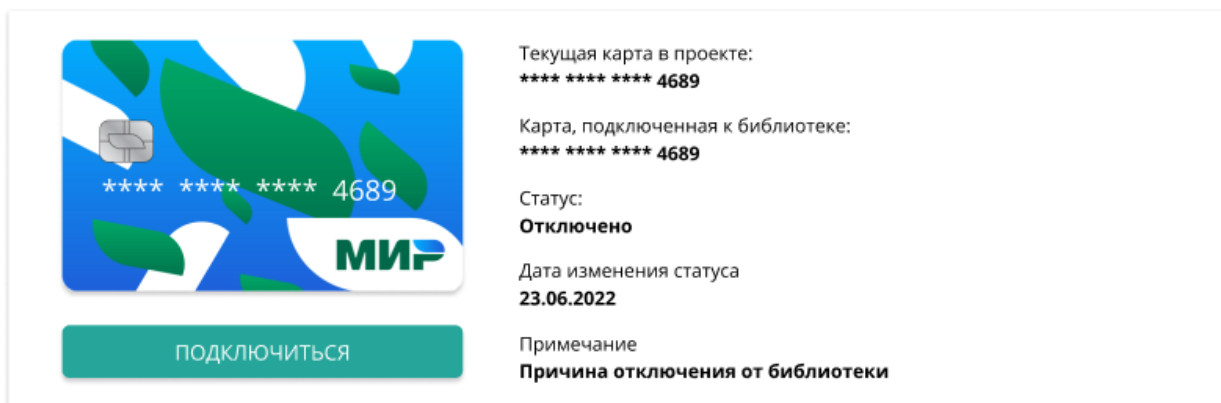 **** **** **** 4689
МИР
ПОДКЛЮЧИТЬСЯ
Текущая карта в проекте:
**** **** **** 4689
Карта, подключенная к библиотеке:
**** **** **** 4689
Статус:
Отключено
Дата изменения статуса
23.06.2022
Примечание
Причина отключения от библиотеки